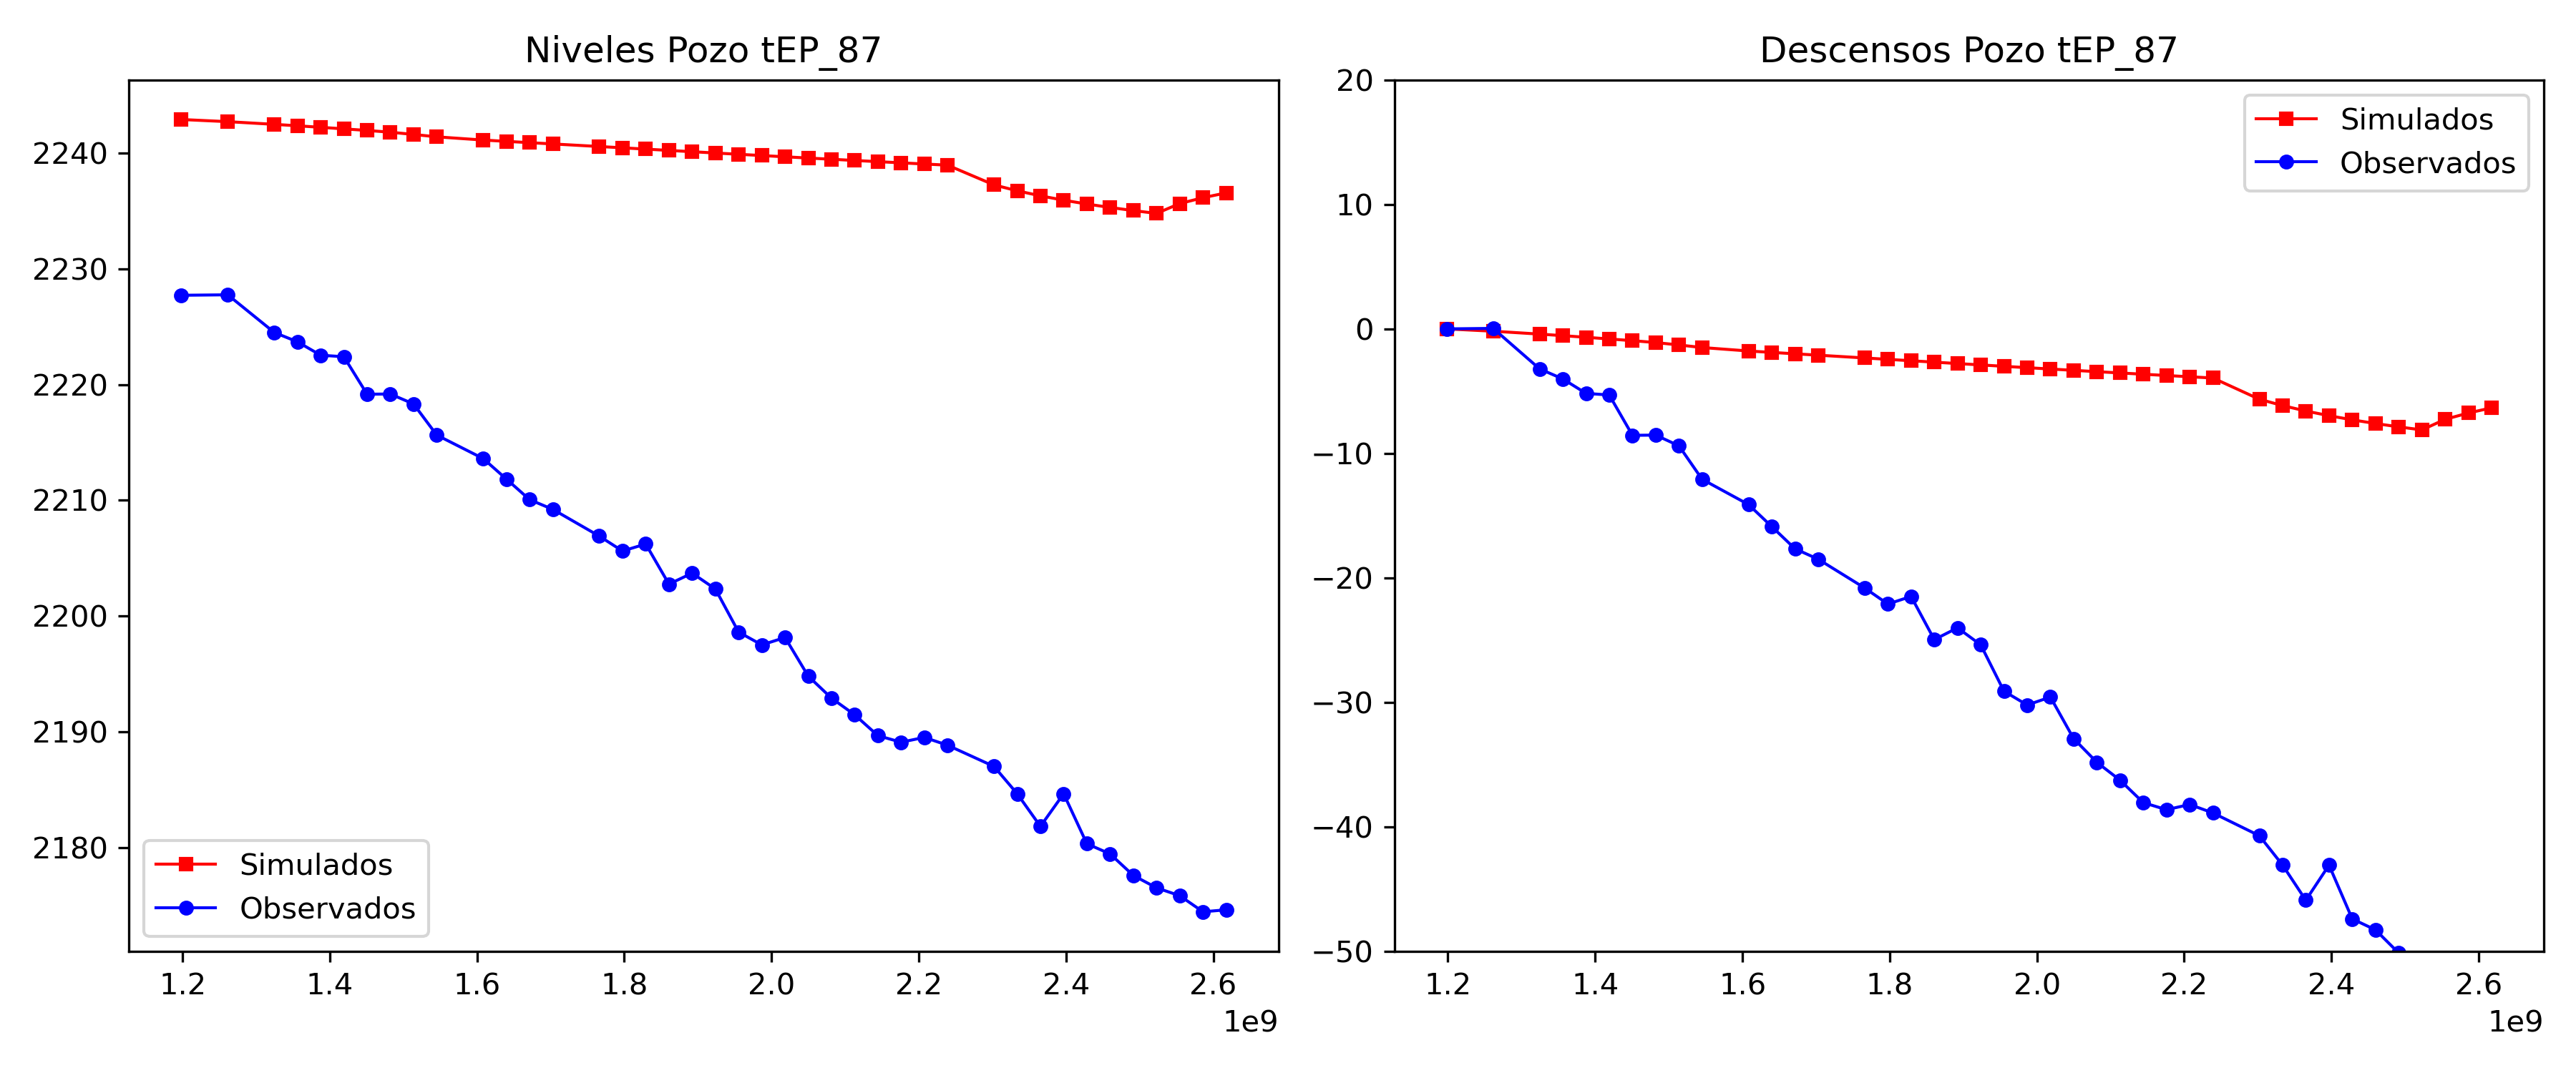 Niveles Pozo tEP_87
2240
2230
2220
2210
2200
2190
2180
Simulados
Observados
1.2 1.4 1.6 1.8 2.0 2.2 2.4 2.6
1e9
Descensos Pozo tEP_87
20
10
0
−10
−20
−30
−40
−50
Simulados
Observados
1.2 1.4 1.6 1.8 2.0 2.2 2.4 2.6
1e9